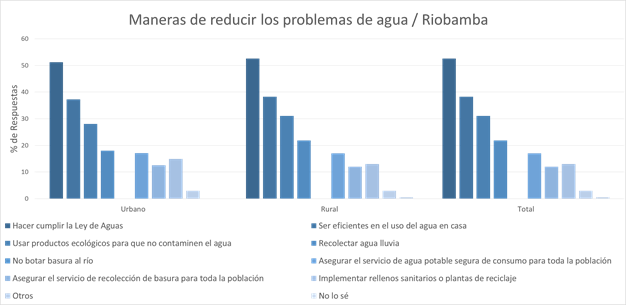 Maneras de reducir los problemas de agua / Riobamba
60
50
40
30
20
10
0
% de Respuestas
Urbano Rural Total
Hacer cumplir la Ley de Aguas Ser eficientes en el uso del agua en casa
Usar productos ecológicos para que no contaminen el agua Recolectar agua lluvia
No botar basura al río Asegurar el servicio de agua potable segura de consumo para toda la población
Asegurar el servicio de recolección de basura para toda la población Implementar rellenos sanitarios o plantas de reciclaje
Otros No lo sé